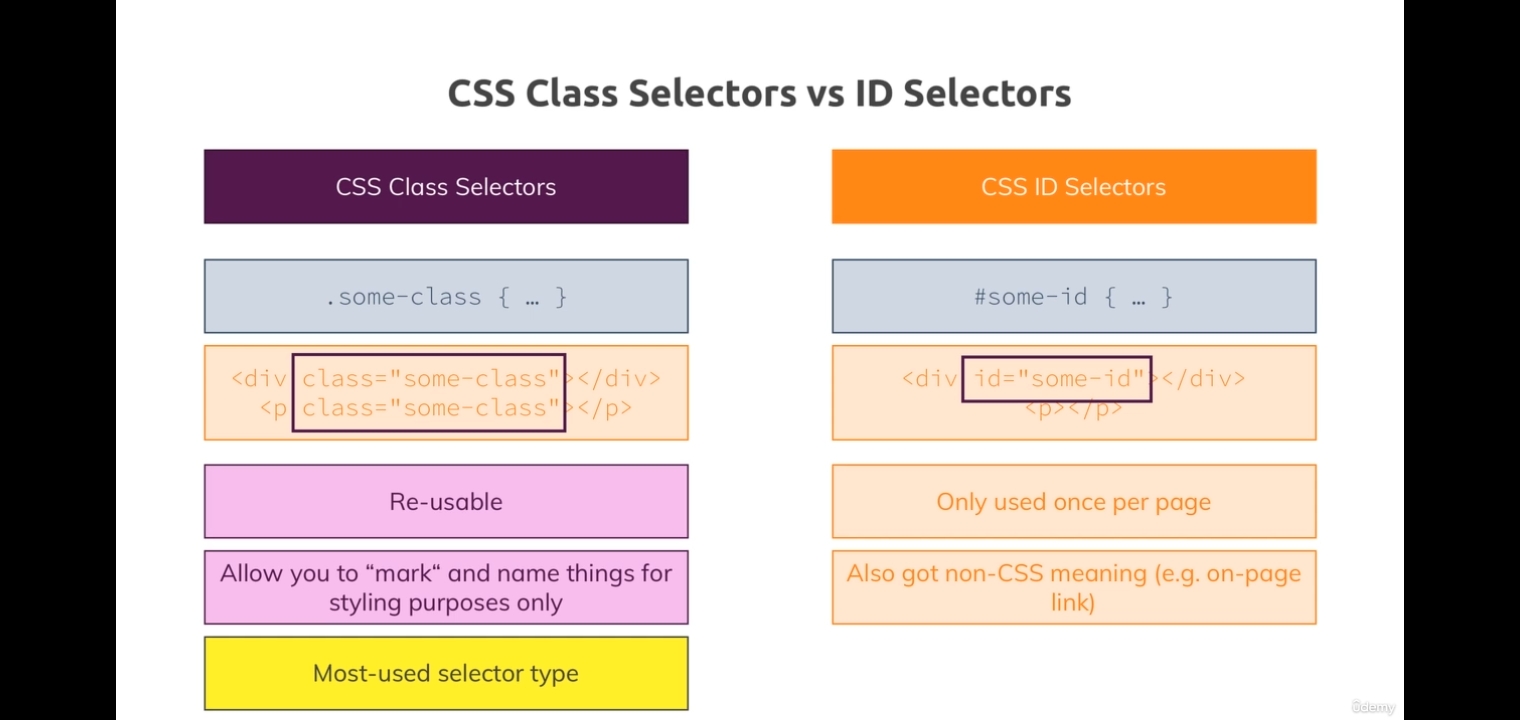 CSS Class Selectors vs ID Selectors
CSS Class Selectors
.some-class { … }
<div class="some-class"></div>
<p class="some-class"></p>
Re-usable
Allow you to “mark“ and name things for
styling purposes only
Most-used selector type
CSS ID Selectors
#some-id { … }
<div id="some-id"></div>
<p></p>
Only used once per page
Also got non-CSS meaning (e.g. on-page
link)
ûdemy